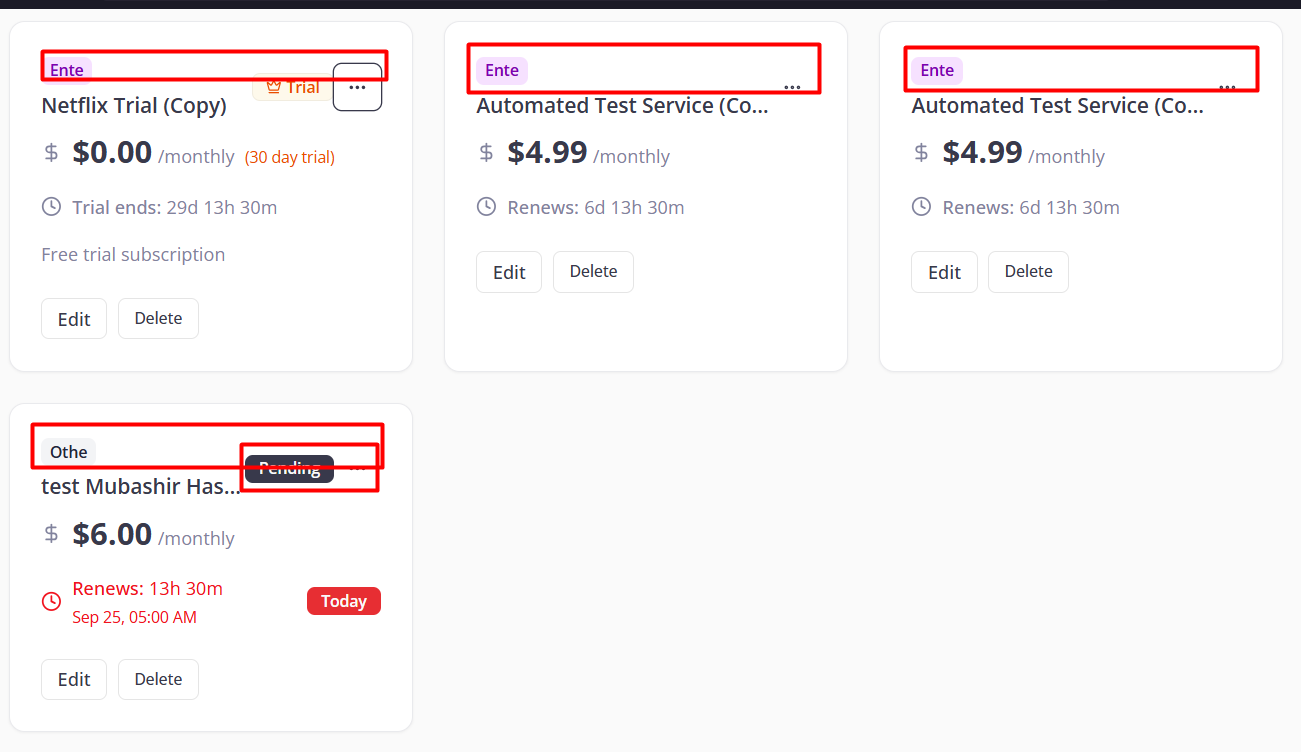 Ente
Trial
...
Netflix Trial (Copy)
$ $0.00 /monthly (30 day trial)
Trial ends: 29d 13h 30m
Free trial subscription
Edit
Delete
Ente
...
Automated Test Service (Co...
$ $4.99 /monthly
Renews: 6d 13h 30m
Edit
Delete
Ente
...
Automated Test Service (Co...
$ $4.99 /monthly
Renews: 6d 13h 30m
Edit
Delete
Othe
Pending
...
test Mubashir Has...
$ $6.00 /monthly
Renews: 13h 30m
Sep 25, 05:00 AM
Today
Edit
Delete